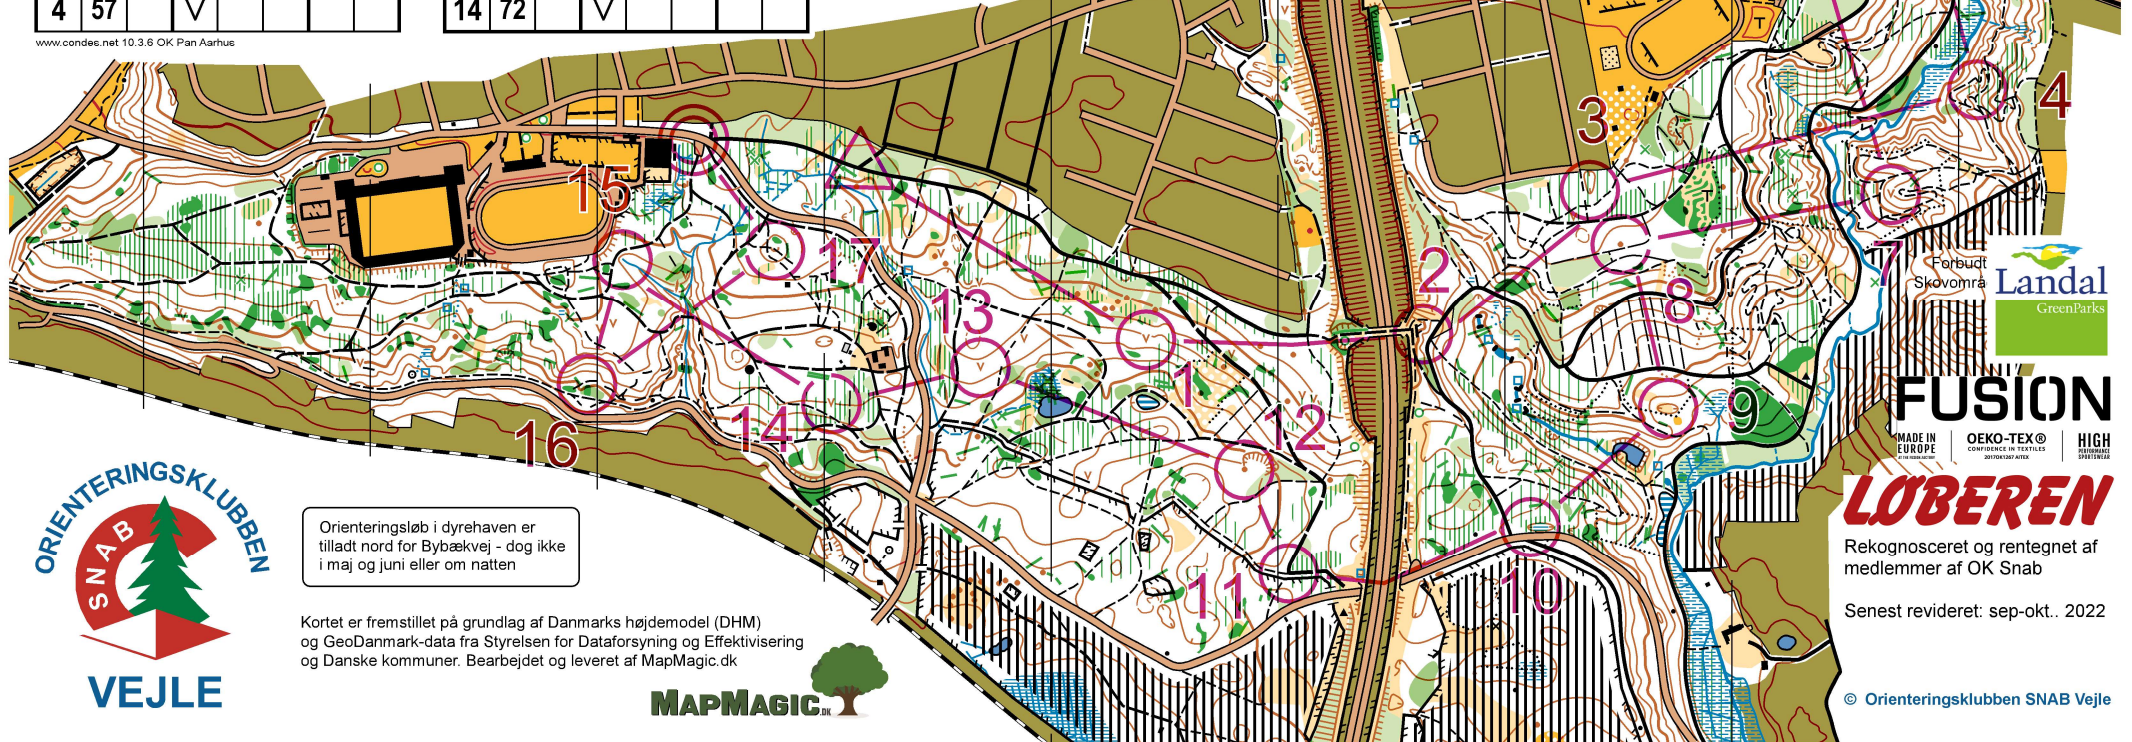 4 57
14 72
www.condes.net 10.3.6 OK Pan Aarhus
3
4
15
2
17
7
Forbudt
Skovområ
Landal
GreenParks
13
8
1
12
9
14
16
FUSION
MADE IN
EUROPE
OEKO-TEX®
CONFIDENCE IN TEXTILES
HIGH
PERFORMANCE
SPORTSWEAR
LØBEREN
ORIENTERINGSKLUBBEN
SNAB
VEJLE
Orienteringsløb i dyrehaven er
tilladt nord for Bybækvej - dog ikke
i maj og juni eller om natten
11
10
Rekognosceret og rentegnet af
medlemmer af OK Snab
Senest revideret: sep-okt.. 2022
Kortet er fremstillet på grundlag af Danmarks højdemodel (DHM)
og GeoDanmark-data fra Styrelsen for Dataforsyning og Effektivisering
og Danske kommuner. Bearbejdet og leveret af MapMagic.dk
MAPMAGIC.DK
© Orienteringsklubben SNAB Vejle